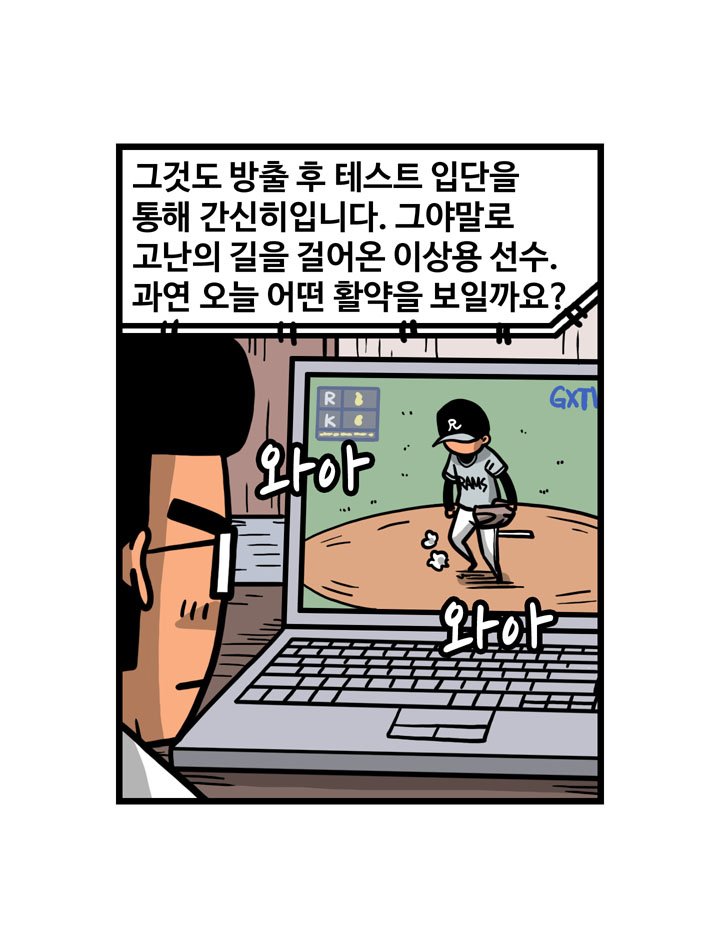 그것도 방출 후 테스트 입단을
통해 간신히입니다. 그야말로
고난의 길을 걸어온 이상용 선수.
과연 오늘 어떤 활약을 보일까요?
R
K
GXTV
R
RAMS
와아
와아